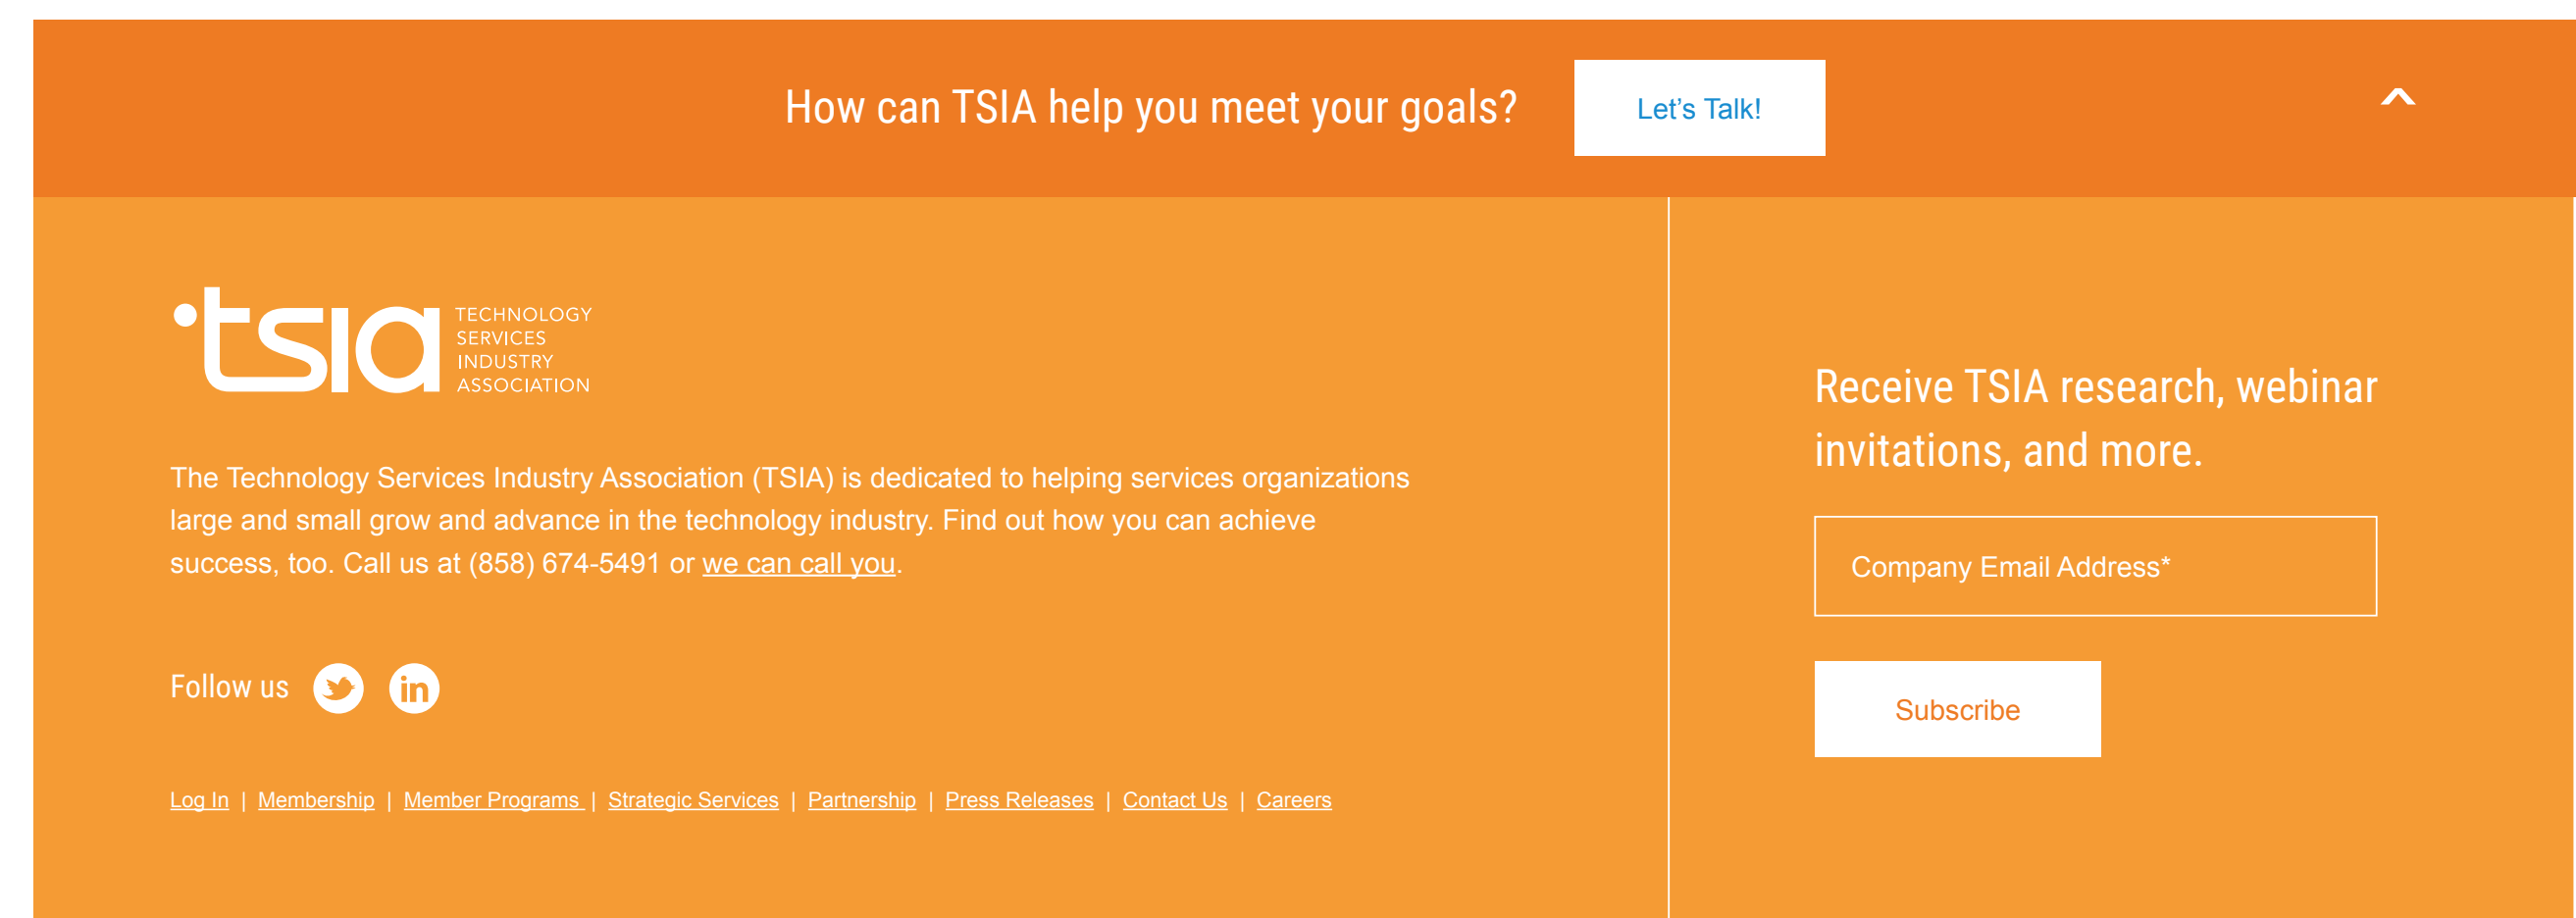 How can TSIA help you meet your goals?
Let's Talk!
tsia
TECHNOLOGY
SERVICES
INDUSTRY
ASSOCIATION
The Technology Services Industry Association (TSIA) is dedicated to helping services organizations
large and small grow and advance in the technology industry. Find out how you can achieve
success, too. Call us at (858) 674-5491 or we can call you.
Follow us
in
Log In | Membership | Member Programs | Strategic Services | Partnership | Press Releases | Contact Us | Careers
Receive TSIA research, webinar
invitations, and more.
Company Email Address*
Subscribe